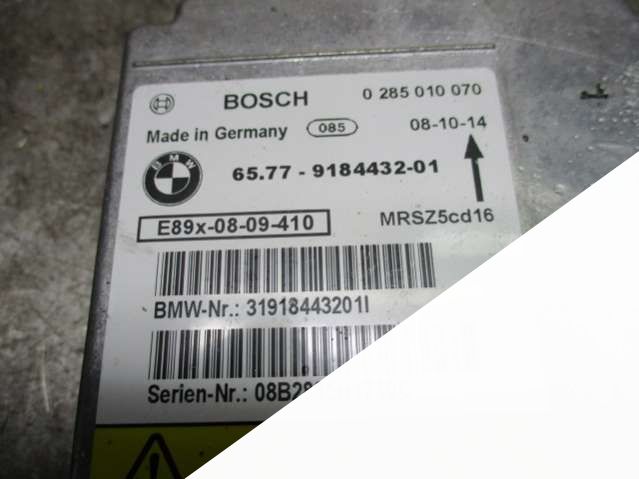 BOSCH 0 285 010 070
Made in Germany 085 08-10-14
BMW 65.77 - 9184432-01
E89x-08-09-410 MRSZ5cd16
BMW-Nr.: 31918443201I
Serien-Nr.: